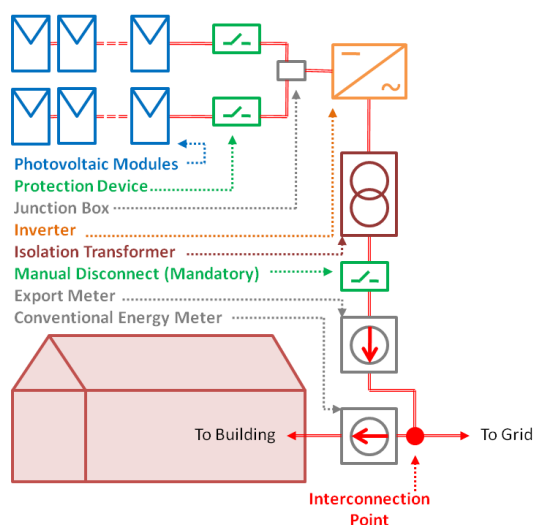 Photovoltaic Modules
Protection Device
Junction Box
Inverter
Isolation Transformer
Manual Disconnect (Mandatory)
Export Meter
Conventional Energy Meter
To Building
To Grid
Interconnection
Point